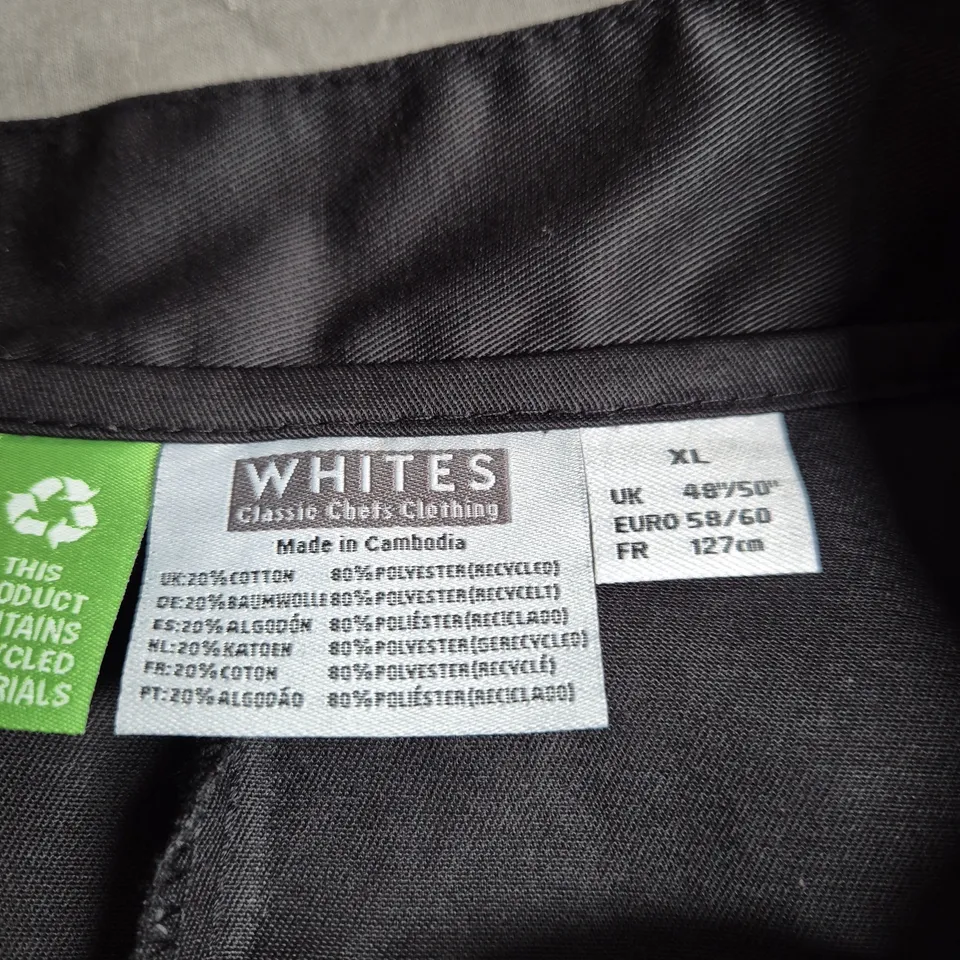 THIS
ODUCT
TAINS
YCLED
RIALS
WHITES
Classic Chefs Clothing
Made in Cambodia
UK:20%COTTON 80%POLYESTER(RECYCLED)
DE:20%BAUMWOLLE80%POLYESTER(RECYCELT)
ES:20%ALGODÓN 80%POLIÉSTER(RECICLADO)
NL:20%KATOEN 80%POLYESTER(GERECYCLED)
FR:20%COTON 80%POLYESTER(RECYCLÉ)
PT:20%ALGODÃO 80%POLIÉSTER(RECICLADO)
XL
UK 48"/50"
EURO 58/60
FR 127cm